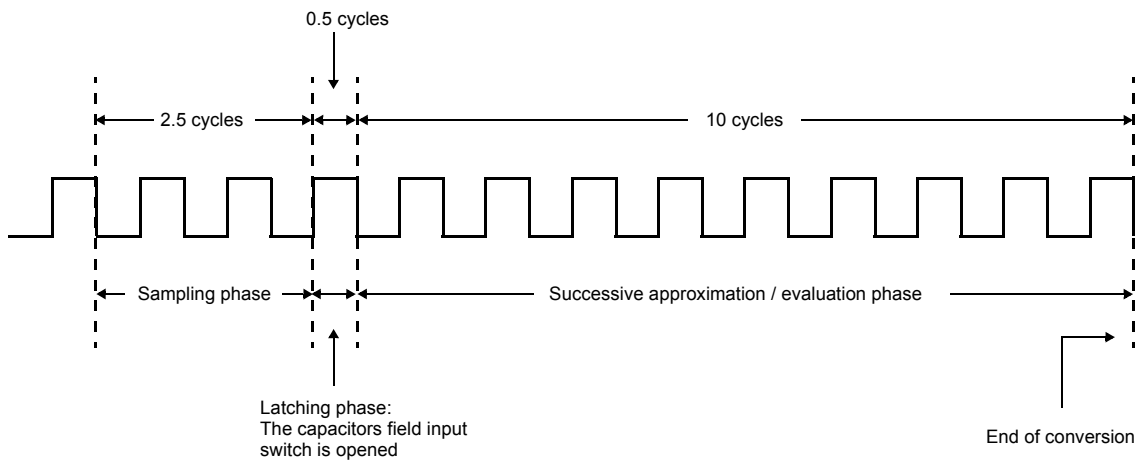 0.5 cycles
2.5 cycles
10 cycles
Sampling phase
Successive approximation / evaluation phase
Latching phase:
The capacitors field input
switch is opened
End of conversion